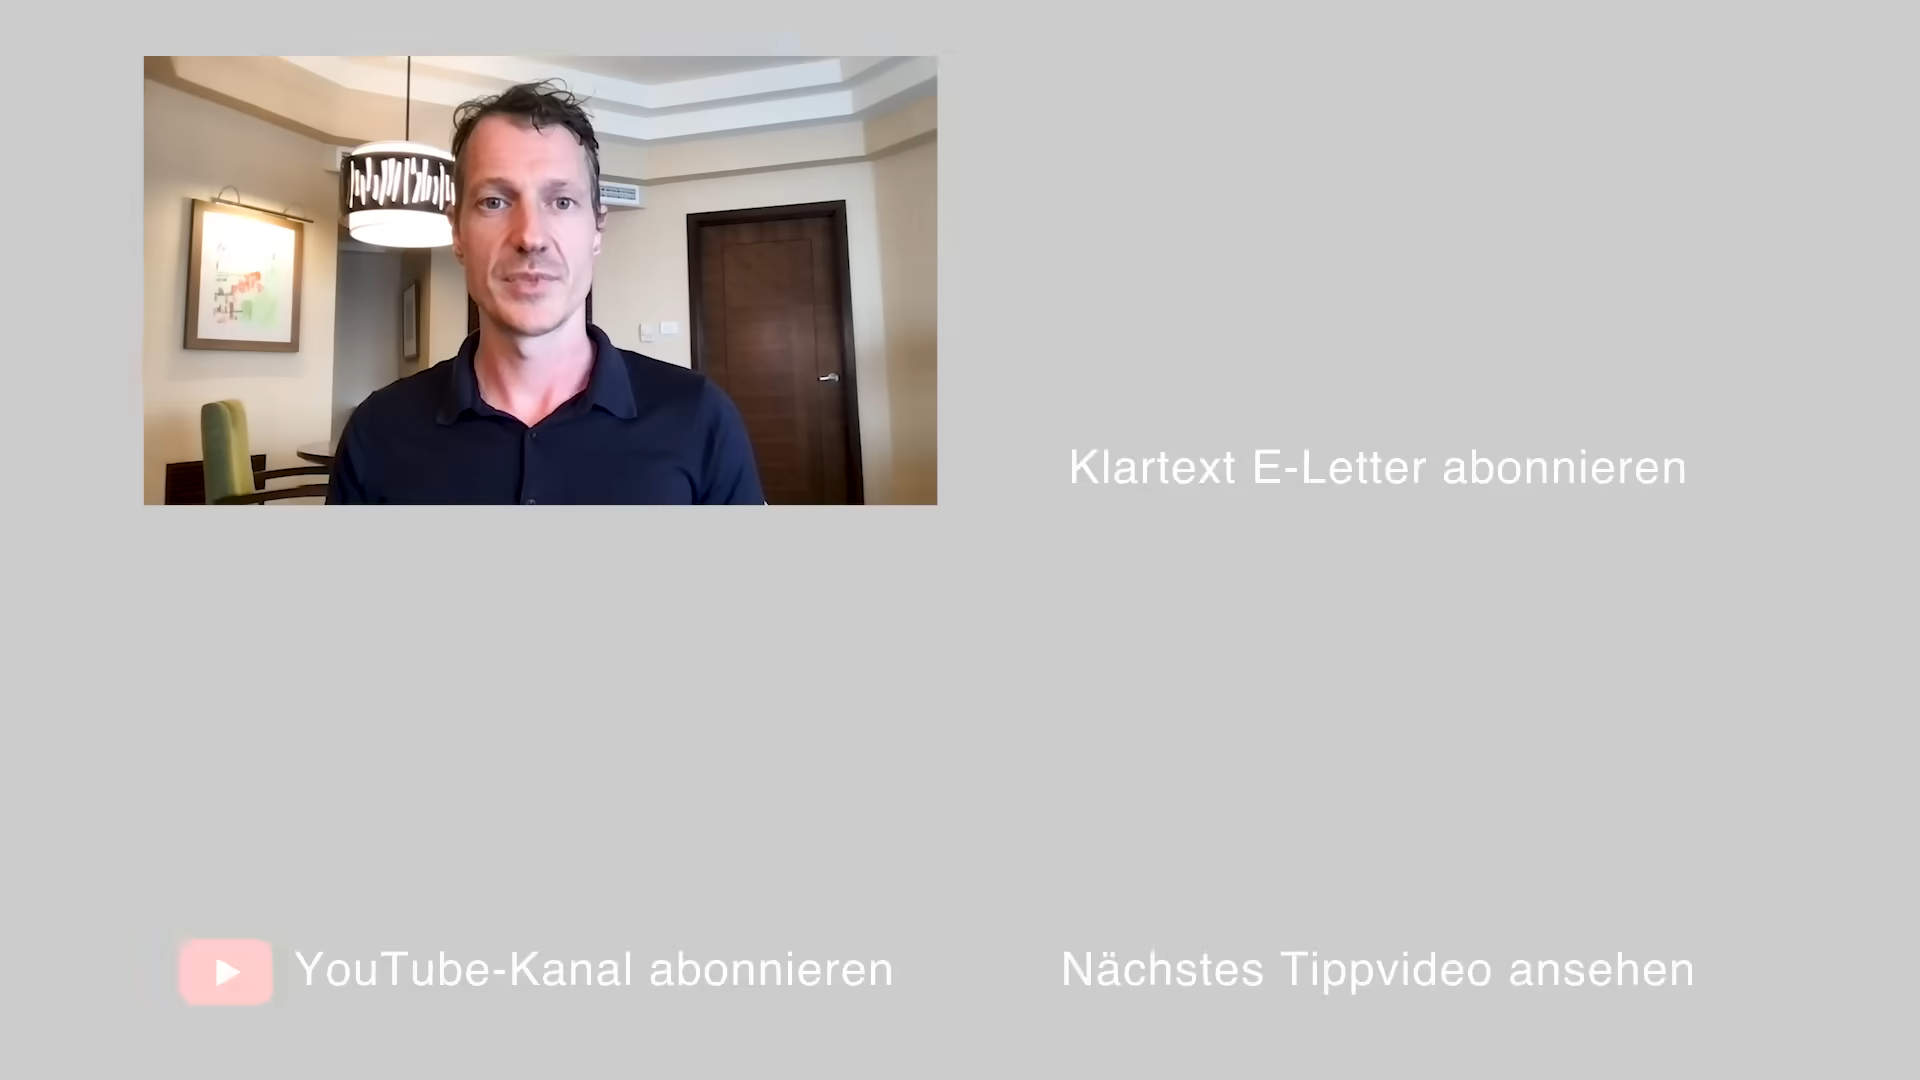 Klartext E-Letter abonnieren
YouTube-Kanal abonnieren
Nächstes Tippvideo ansehen